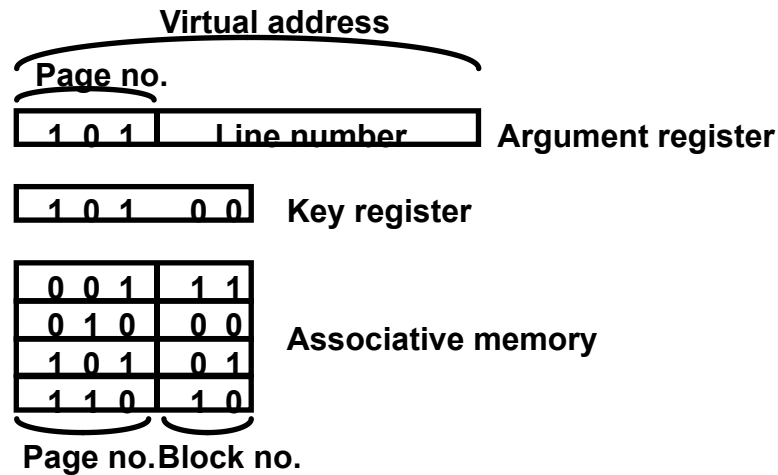 Virtual address
Page no.
1 0 1 Line number Argument register
1 0 1 0 0 Key register
0 0 1 1 1
0 1 0 0 0
Associative memory
1 0 1 0 1
1 1 0 1 0
Page no. Block no.